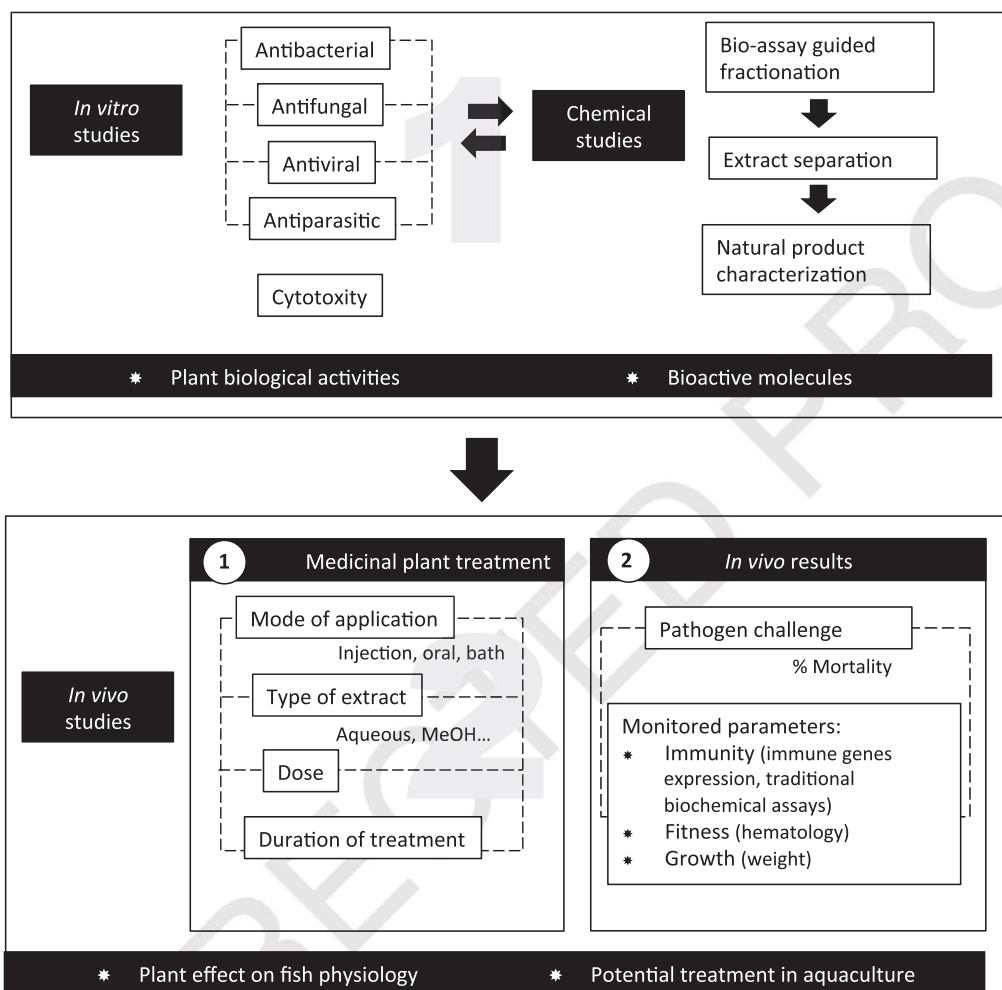 In vitro
studies
Antibacterial
Antifungal
Antiviral
Antiparasitic
Cytotoxity
1
Chemical
studies
Bio-assay guided
fractionation
Extract separation
Natural product
characterization
✷ Plant biological activities
✷ Bioactive molecules
In vivo
studies
1 Medicinal plant treatment
Mode of application
Injection, oral, bath
Type of extract
Aqueous, MeOH...
Dose
Duration of treatment
2
2 In vivo results
Pathogen challenge
% Mortality
Monitored parameters:
✷ Immunity (immune genes
expression, traditional
biochemical assays)
✷ Fitness (hematology)
✷ Growth (weight)
✷ Plant effect on fish physiology
✷ Potential treatment in aquaculture